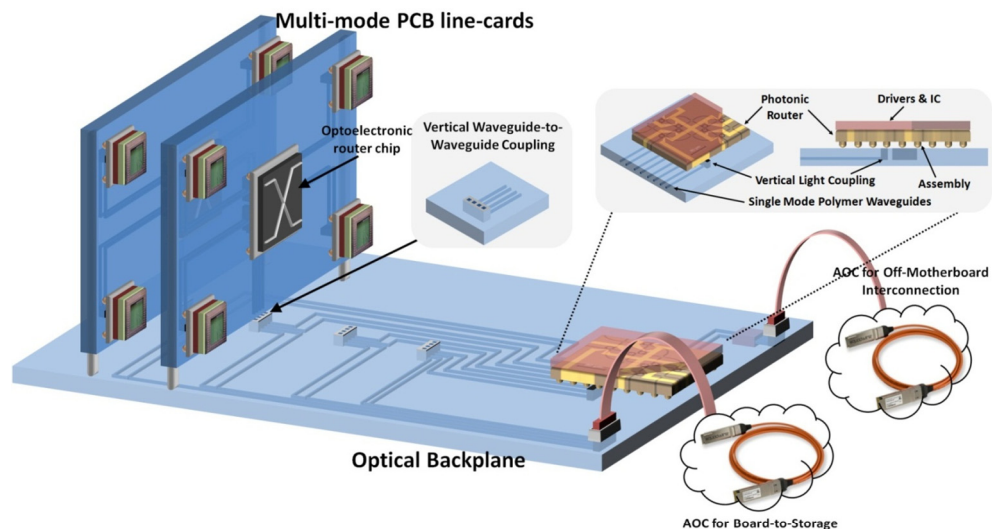 Multi-mode PCB line-cards
Optoelectronic
router chip
Vertical Waveguide-to-
Waveguide Coupling
Photonic
Router
Drivers & IC
Vertical Light Coupling
Assembly
Single Mode Polymer Waveguides
AOC for Off-Motherboard
Interconnection
Optical Backplane
AOC for Board-to-Storage